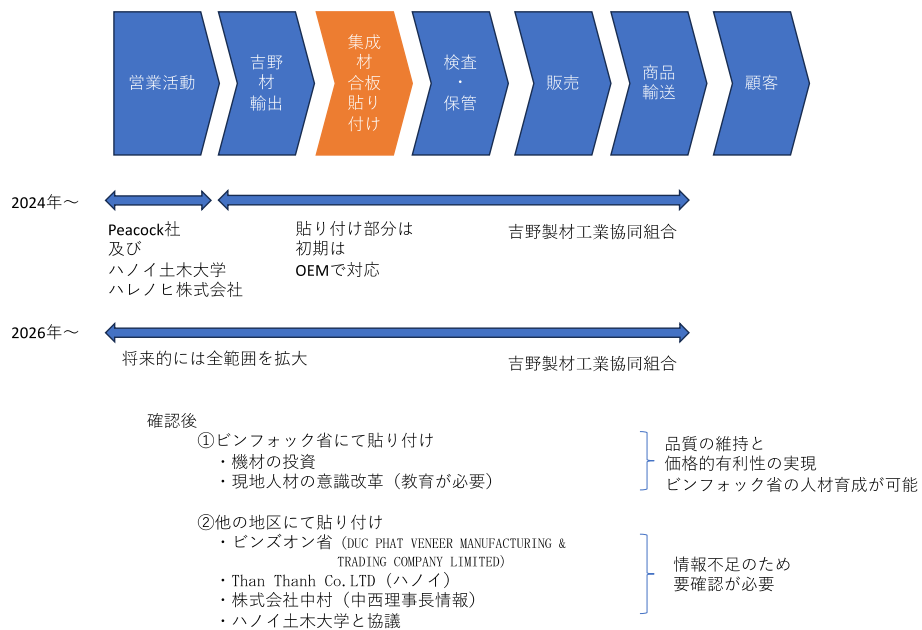 営業活動
吉野
材
輸出
集成
材
合板
貼り
付け
検査
・
保管
販売
商品
輸送
顧客
2024年～
Peacock社
及び
ハノイ土木大学
ハレノヒ株式会社
貼り付け部分は
初期は
OEMで対応
吉野製材工業協同組合
2026年～
将来的には全範囲を拡大
吉野製材工業協同組合
確認後
①ビンフォック省にて貼り付け
・機材の投資
・現地人材の意識改革（教育が必要）
品質の維持と
価格的有利性の実現
ビンフォック省の人材育成が可能
②他の地区にて貼り付け
・ビンズオン省（DUC PHAT VENEER MANUFACTURING &
TRADING COMPANY LIMITED）
・Than Thanh Co.LTD（ハノイ）
・株式会社中村（中西理事長情報）
・ハノイ土木大学と協議
情報不足のため
要確認が必要